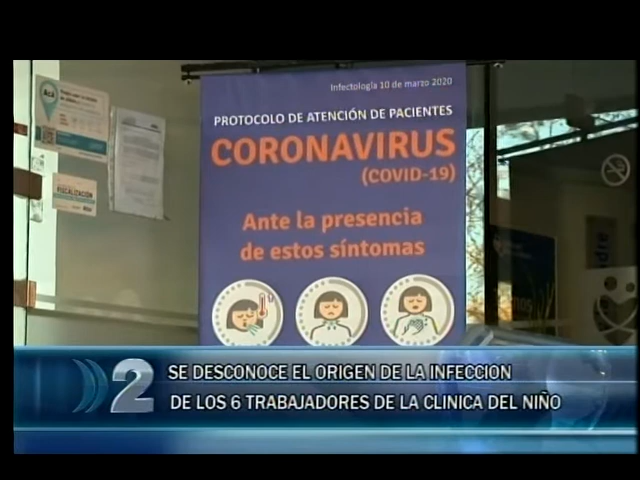 Infectología 10 de marzo 2020
PROTOCOLO DE ATENCIÓN DE PACIENTES
CORONAVIRUS
(COVID-19)
Ante la presencia
de estos síntomas
FISCALIZACIÓN
2
SE DESCONOCE EL ORIGEN DE LA INFECCION
DE LOS 6 TRABAJADORES DE LA CLINICA DEL NIÑO